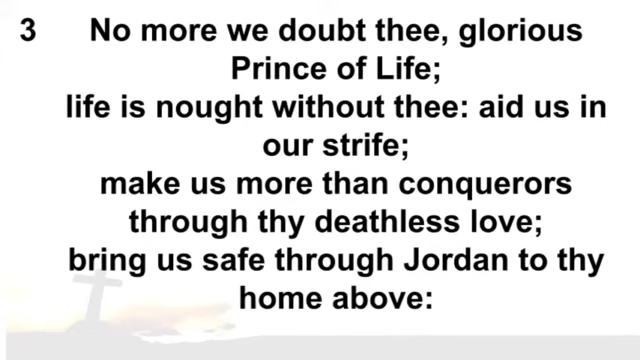 3 No more we doubt thee, glorious
Prince of Life;
life is nought without thee: aid us in
our strife;
make us more than conquerors
through thy deathless love;
bring us safe through Jordan to thy
home above: